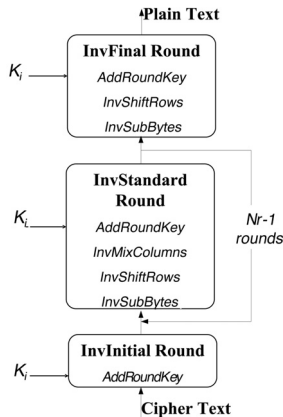 Plain Text
InvFinal Round
Ki
AddRoundKey
InvShiftRows
InvSubBytes
InvStandard
Round
Ki
AddRoundKey
InvMixColumns
InvShiftRows
InvSubBytes
Nr-1
rounds
InvInitial Round
Ki
AddRoundKey
Cipher Text